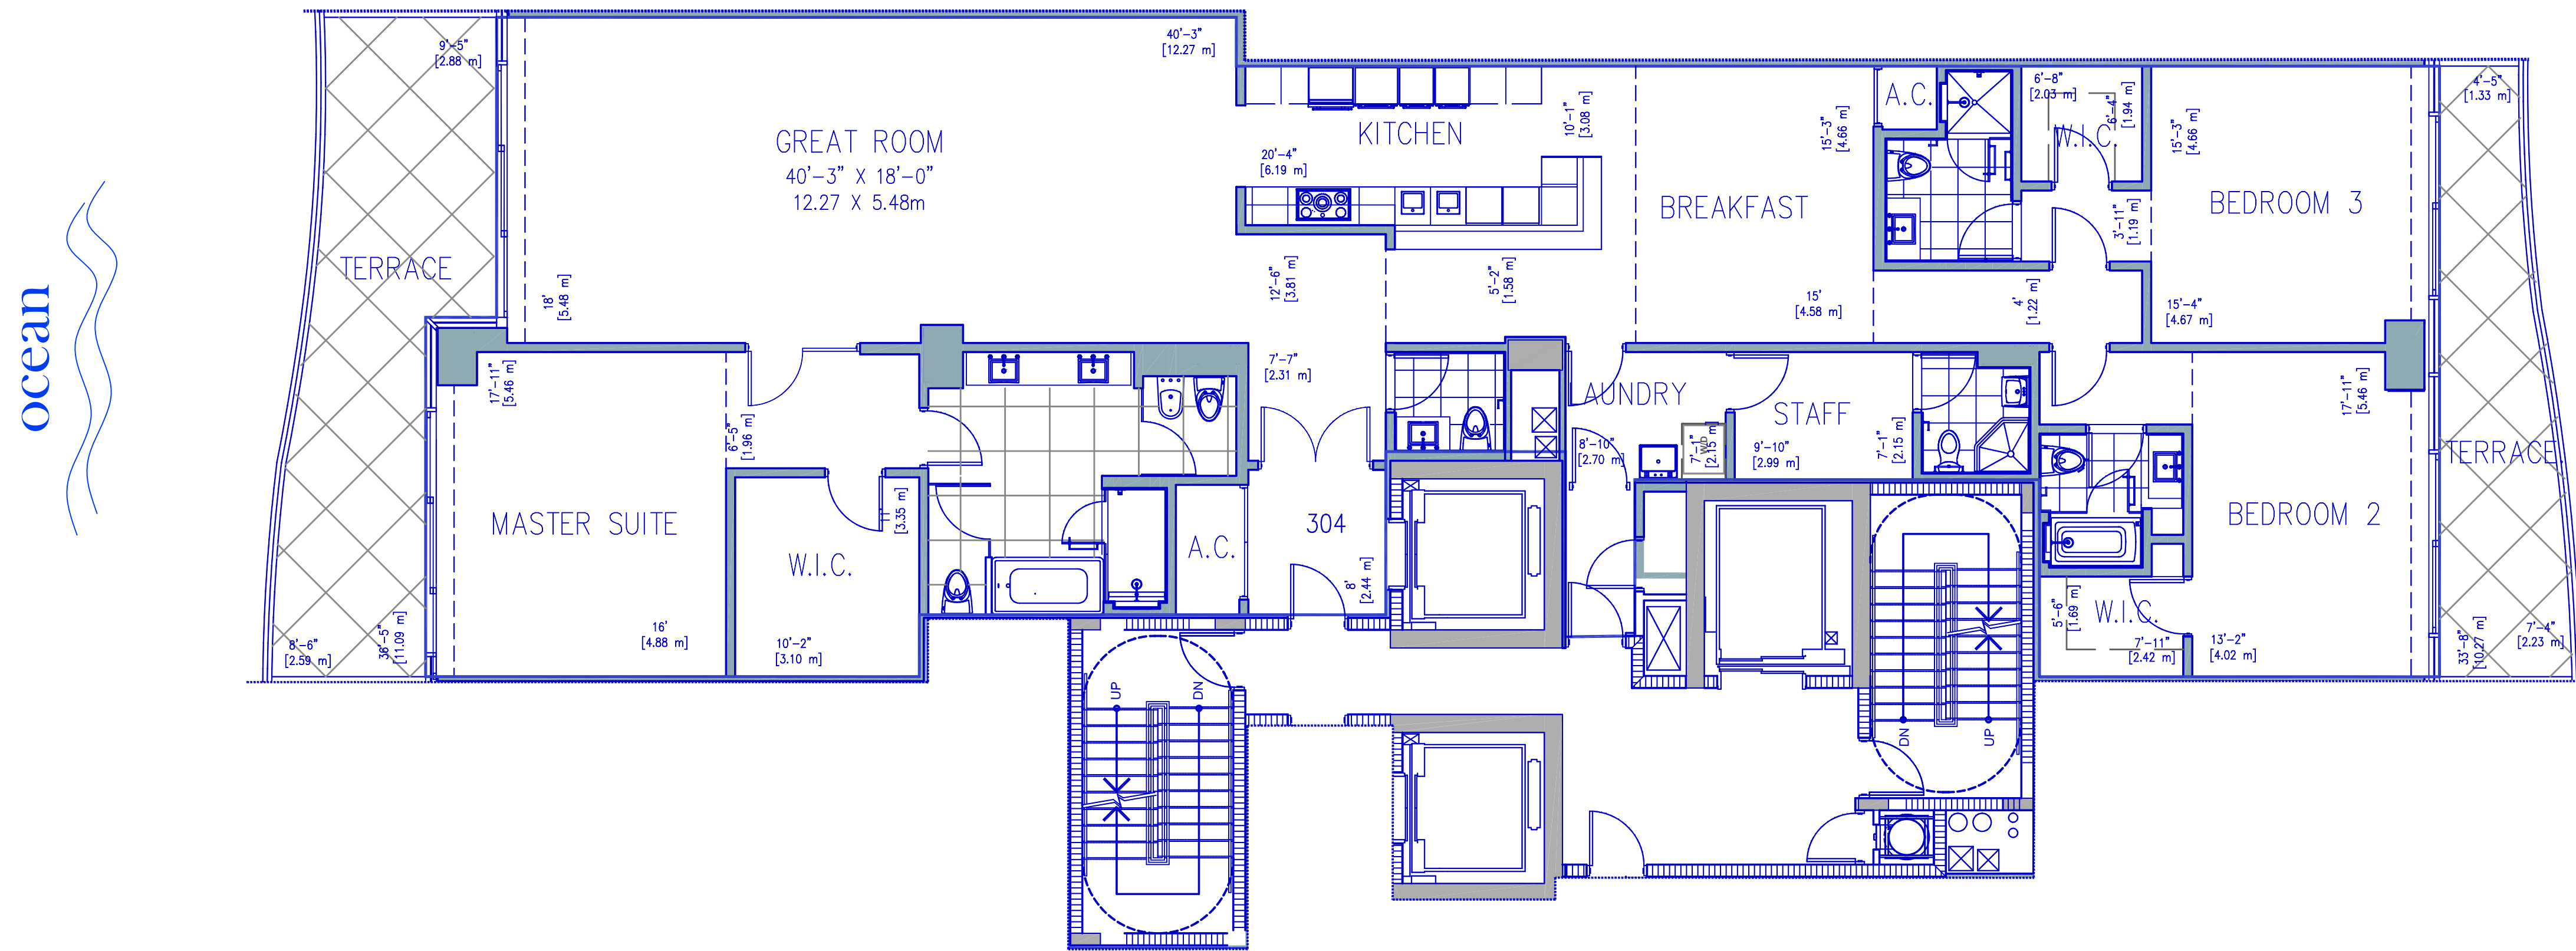 ocean
9'-5"
[2.88 m]
TERRACE
8'-6"
[2.59 m]
36'-5"
[11.09 m]
GREAT ROOM
40'-3" X 18'-0"
12.27 X 5.48m
40'-3"
[12.27 m]
18'
[5.48 m]
KITCHEN
20'-4"
[6.19 m]
10'-1"
[3.08 m]
12'-6"
[3.81 m]
5'-2"
[1.58 m]
BREAKFAST
15'-3"
[4.66 m]
15'
[4.58 m]
A.C.
6'-8"
[2.03 m]
6'-4"
[1.94 m]
W.I.C.
3'-11"
[1.19 m]
4'
[1.22 m]
15'-3"
[4.66 m]
BEDROOM 3
15'-4"
[4.67 m]
4'-5"
[1.33 m]
TERRACE
17'-11"
[5.46 m]
MASTER SUITE
16'
[4.88 m]
6'-5"
[1.96 m]
W.I.C.
11'
[3.35 m]
10'-2"
[3.10 m]
A.C.
7'-7"
[2.31 m]
304
8'
[2.44 m]
AUNDRY
8'-10"
[2.70 m]
7'-1"
[2.15 m]
WD
STAFF
9'-10"
[2.99 m]
7'-1"
[2.15 m]
17'-11"
[5.46 m]
BEDROOM 2
W.I.C.
5'-6"
[1.69 m]
7'-11"
[2.42 m]
13'-2"
[4.02 m]
33'-8"
[10.27 m]
7'-4"
[2.23 m]
UP
DN
DN
UP